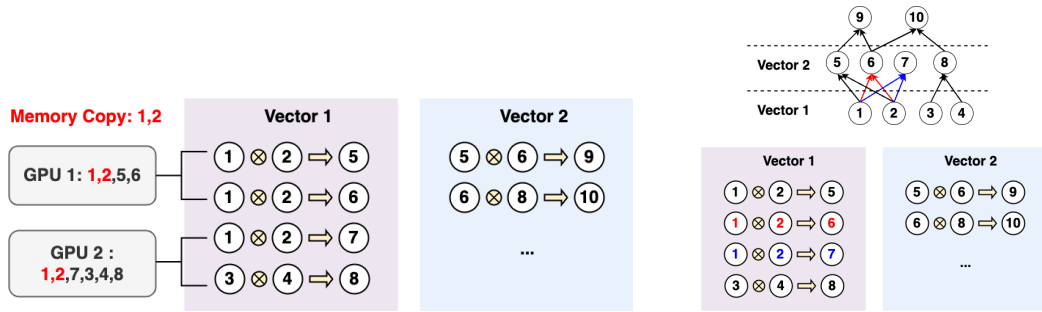 Memory Copy: 1,2
GPU 1: 1,2,5,6
GPU 2 :
1,2,7,3,4,8
Vector 1
1 ⊗ 2 ⇨ 5
1 ⊗ 2 ⇨ 6
1 ⊗ 2 ⇨ 7
3 ⊗ 4 ⇨ 8
Vector 2
5 ⊗ 6 ⇨ 9
6 ⊗ 8 ⇨ 10
...
9 10
Vector 2 5 6 7 8
Vector 1 1 2 3 4
Vector 1
1 ⊗ 2 ⇨ 5
1 ⊗ 2 ⇨ 6
1 ⊗ 2 ⇨ 7
3 ⊗ 4 ⇨ 8
Vector 2
5 ⊗ 6 ⇨ 9
6 ⊗ 8 ⇨ 10
...